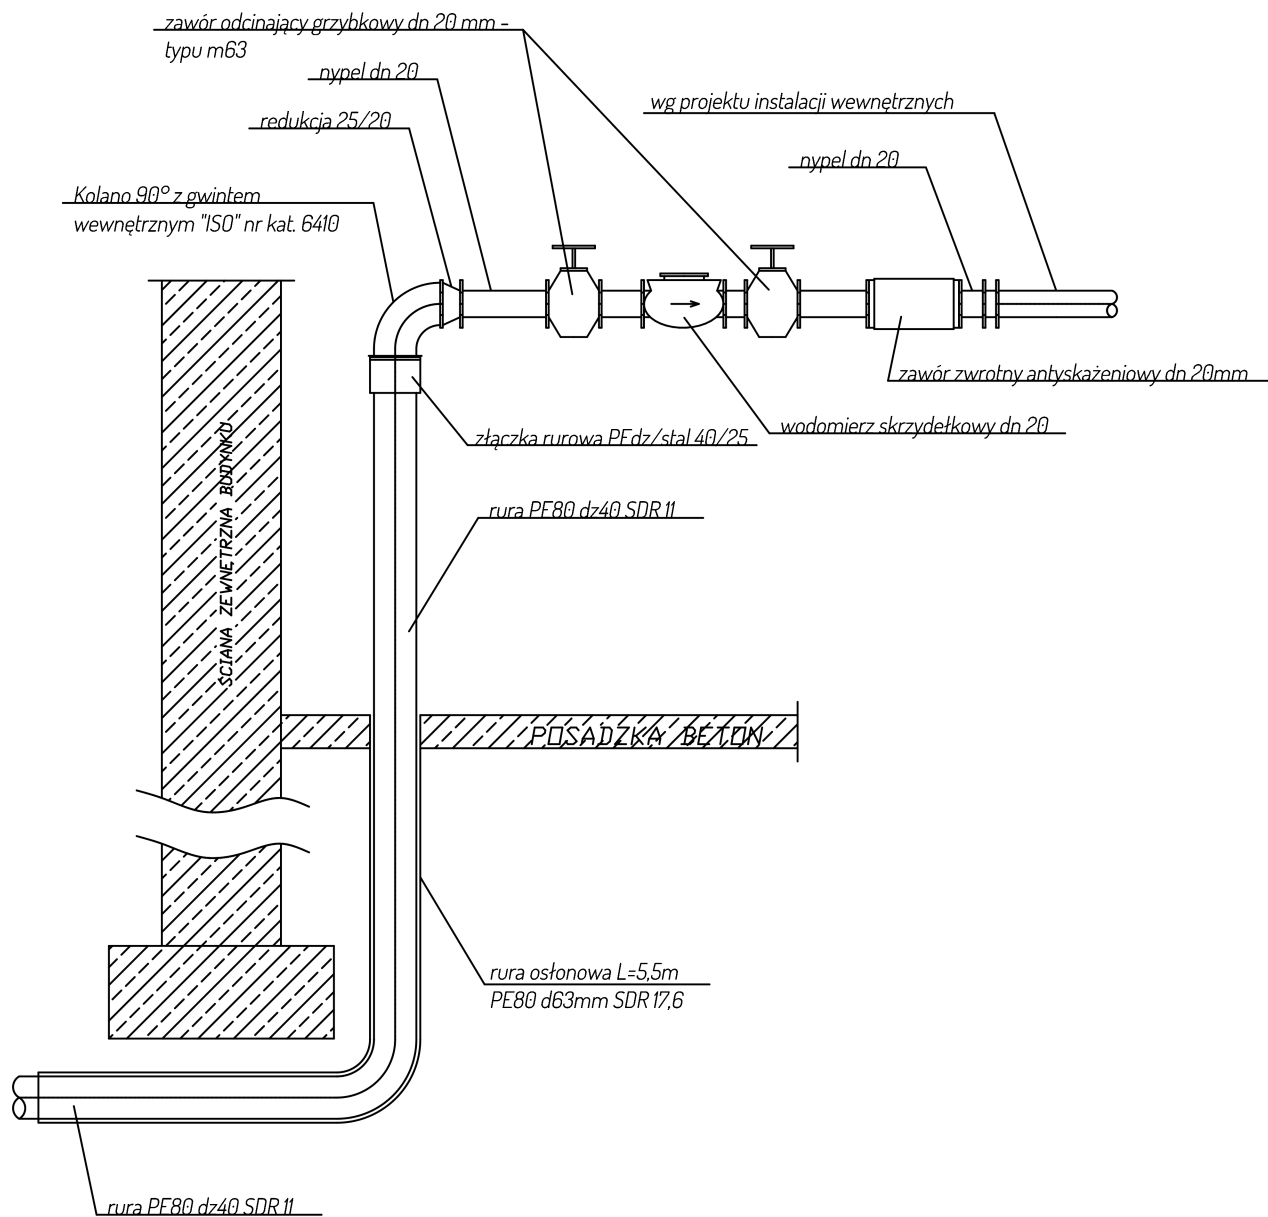 zawór odcinający grzybkowy dn 20 mm -
typu m63
nypel dn 20
wg projektu instalacji wewnętrznych
redukcja 25/20
nypel dn 20
Kolano 90° z gwintem
wewnętrznym "ISO" nr kat. 6410
zawór zwrotny antyskażeniowy dn 20mm
wodomierz skrzydełkowy dn 20
złączka rurowa PEdz/stal 40/25
rura PE80 dz40 SDR 11
ŚCIANA ZEWNĘTRZNA BUDYNKU
POSADZKA BETON
rura osłonowa L=5,5m
PE80 d63mm SDR 17,6
rura PE80 dz40 SDR 11